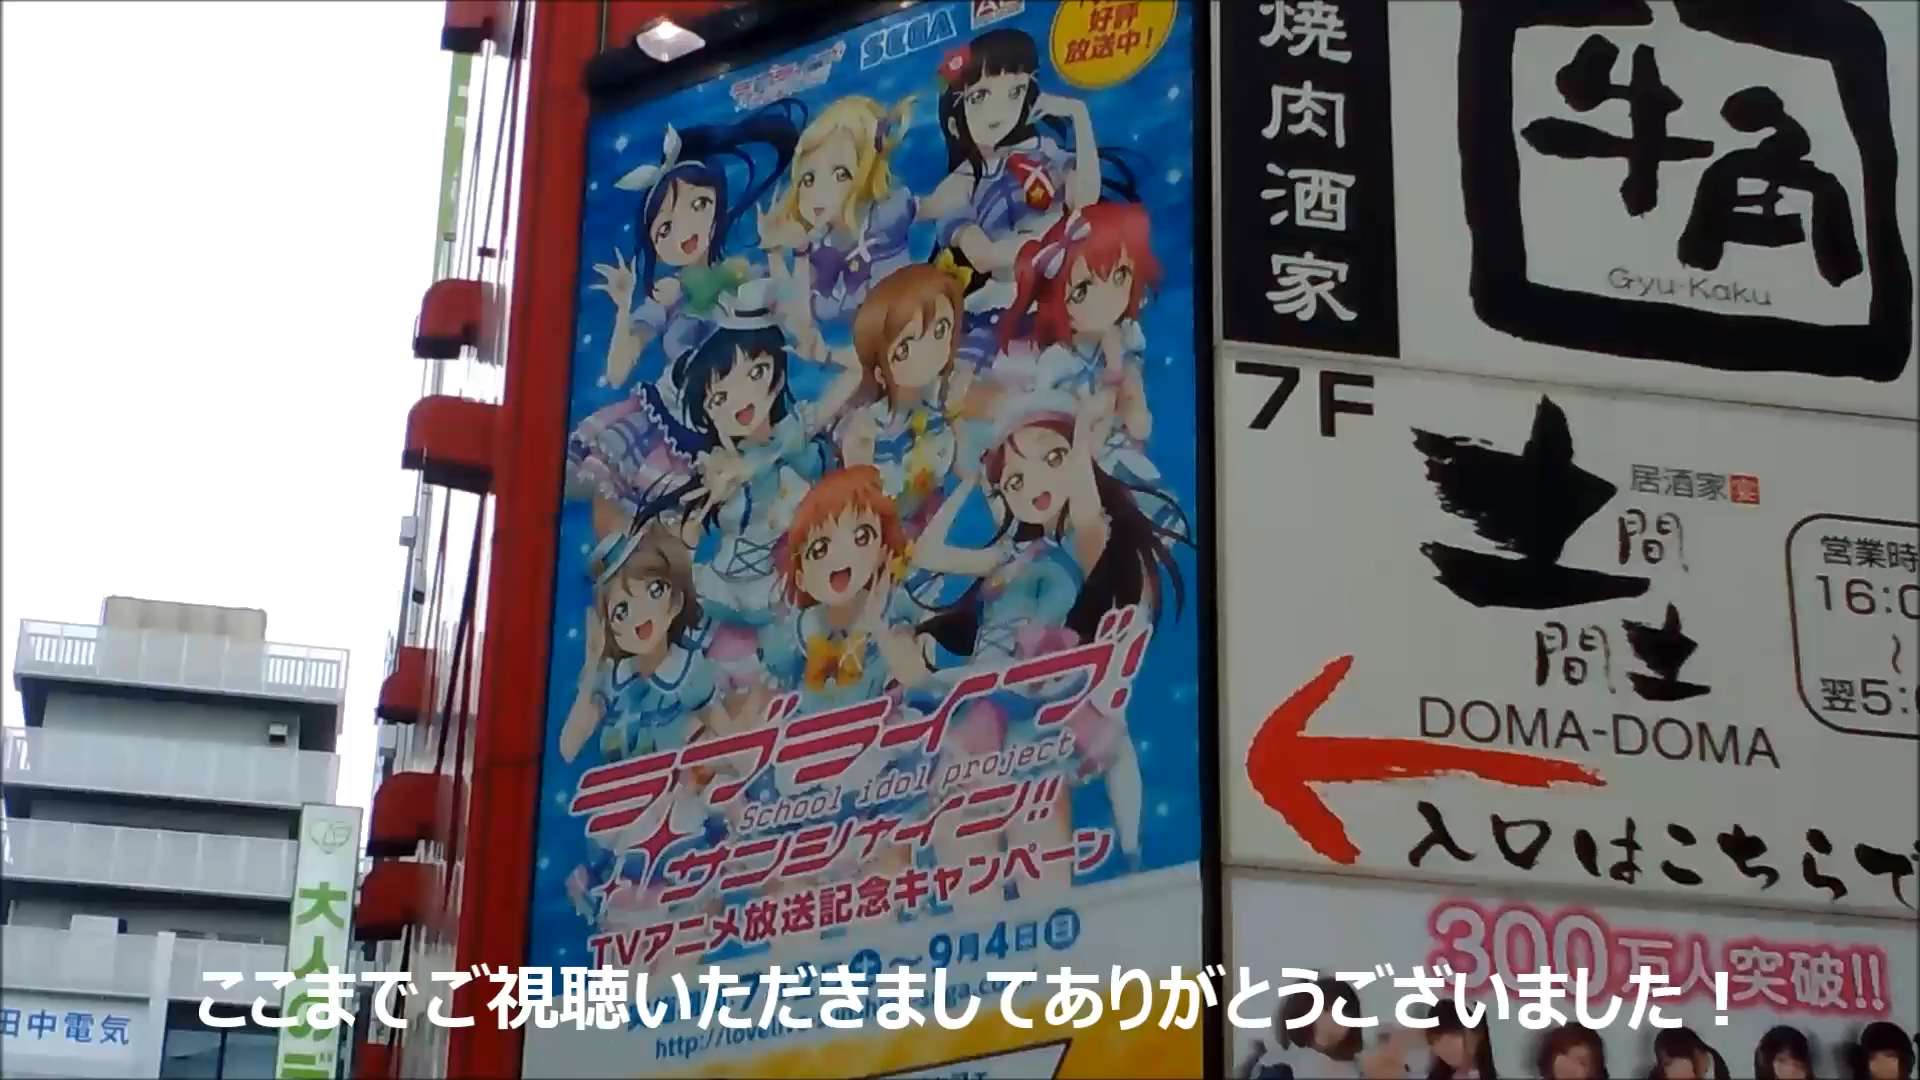 SEGA
好評
放送中!
ラブライブ!
School idol project
サンシャイン!!
TVアニメ放送記念キャンペーン
～9月4日(日)
焼肉酒家
牛角
Gyu-Kaku
7F
居酒家 宴
土間
間土
DOMA-DOMA
営業時
16:0
～
翌5:
入口はこちらで
300万人突破!!
田中電気
ここまでご視聴いただきましてありがとうございました！